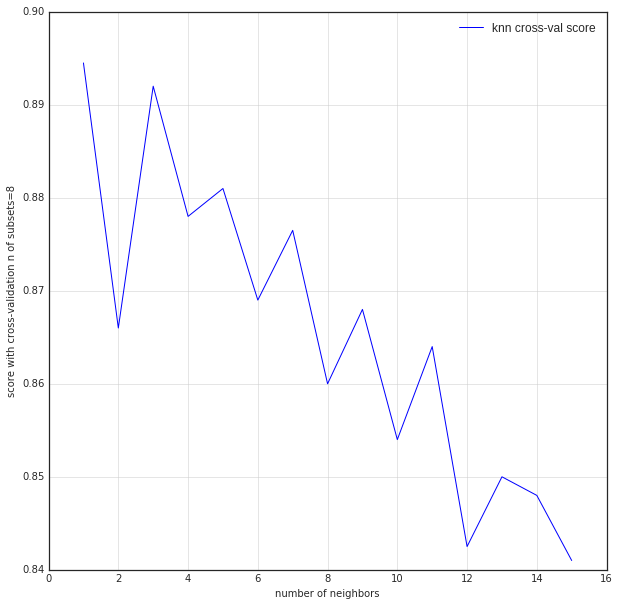 0.90
knn cross-val score
0.89
0.88
0.87
0.86
0.85
0.84
score with cross-validation n of subsets=8
0 2 4 6 8 10 12 14 16
number of neighbors